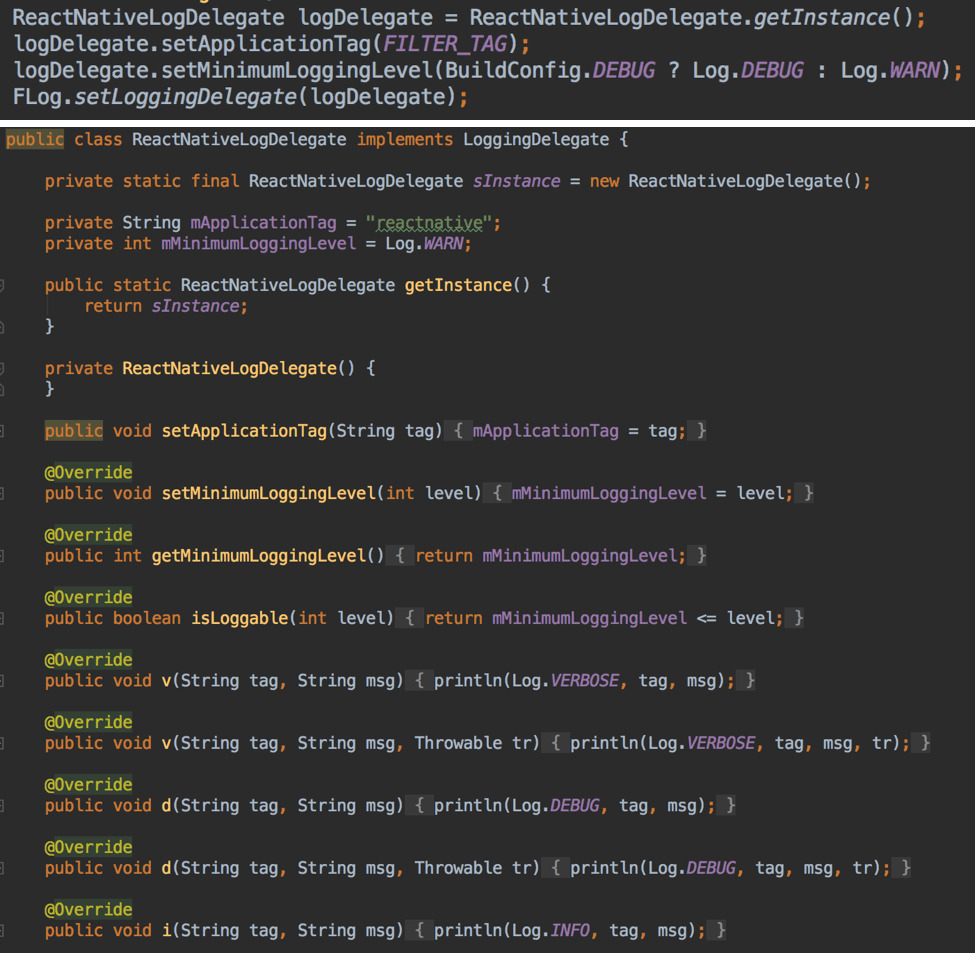 ReactNativeLogDelegate logDelegate = ReactNativeLogDelegate.getInstance();
logDelegate.setApplicationTag(FILTER_TAG);
logDelegate.setMinimumLoggingLevel(BuildConfig.DEBUG ? Log.DEBUG : Log.WARN);
FLog.setLoggingDelegate(logDelegate);
public class ReactNativeLogDelegate implements LoggingDelegate {
private static final ReactNativeLogDelegate sInstance = new ReactNativeLogDelegate();
private String mApplicationTag = "reactnative";
private int mMinimumLoggingLevel = Log.WARN;
public static ReactNativeLogDelegate getInstance() {
return sInstance;
}
private ReactNativeLogDelegate() {
}
public void setApplicationTag(String tag) { mApplicationTag = tag; }
@Override
public void setMinimumLoggingLevel(int level) { mMinimumLoggingLevel = level; }
@Override
public int getMinimumLoggingLevel() { return mMinimumLoggingLevel; }
@Override
public boolean isLoggable(int level) { return mMinimumLoggingLevel <= level; }
@Override
public void v(String tag, String msg) { println(Log.VERBOSE, tag, msg); }
@Override
public void v(String tag, String msg, Throwable tr) { println(Log.VERBOSE, tag, msg, tr); }
@Override
public void d(String tag, String msg) { println(Log.DEBUG, tag, msg); }
@Override
public void d(String tag, String msg, Throwable tr) { println(Log.DEBUG, tag, msg, tr); }
@Override
public void i(String tag, String msg) { println(Log.INFO, tag, msg); }